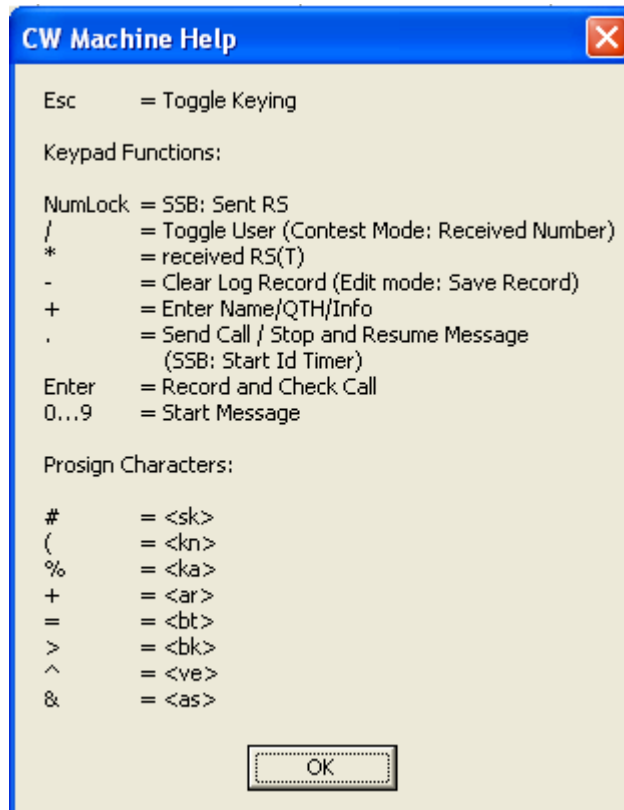 CW Machine Help
Esc = Toggle Keying
Keypad Functions:
NumLock = SSB: Sent RS
/ = Toggle User (Contest Mode: Received Number)
* = received RS(T)
- = Clear Log Record (Edit mode: Save Record)
+ = Enter Name/QTH/Info
. = Send Call / Stop and Resume Message
(SSB: Start Id Timer)
Enter = Record and Check Call
0...9 = Start Message
Prosign Characters:
# = <sk>
( = <kn>
% = <ka>
+ = <ar>
= = <bt>
> = <bk>
^ = <ve>
& = <as>
OK